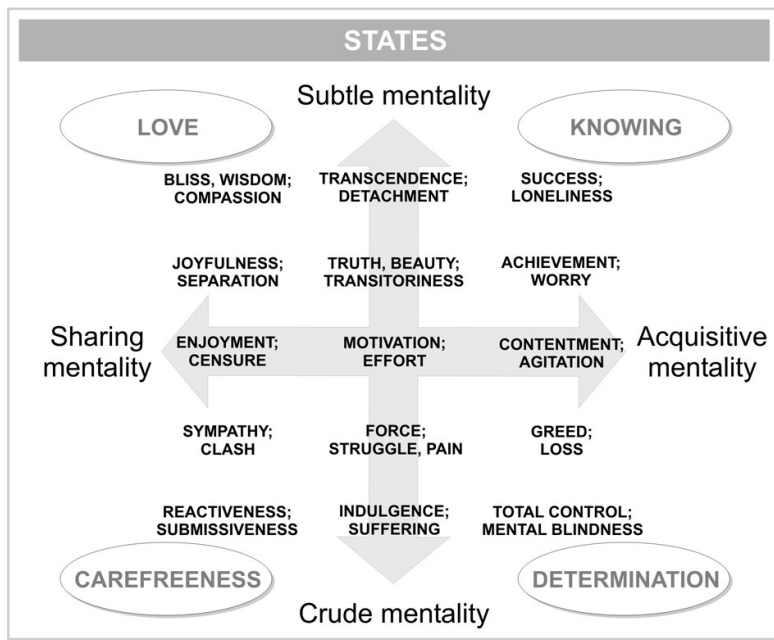 STATES
Subtle mentality
LOVE
KNOWING
BLISS, WISDOM;
COMPASSION
TRANSCENDENCE;
DETACHMENT
SUCCESS;
LONELINESS
JOYFULNESS;
SEPARATION
TRUTH, BEAUTY;
TRANSITORINESS
ACHIEVEMENT;
WORRY
Sharing
mentality
ENJOYMENT;
CENSURE
MOTIVATION;
EFFORT
CONTENTMENT;
AGITATION
Acquisitive
mentality
SYMPATHY;
CLASH
FORCE;
STRUGGLE, PAIN
GREED;
LOSS
REACTIVENESS;
SUBMISSIVENESS
INDULGENCE;
SUFFERING
TOTAL CONTROL;
MENTAL BLINDNESS
CAREFREENESS
DETERMINATION
Crude mentality